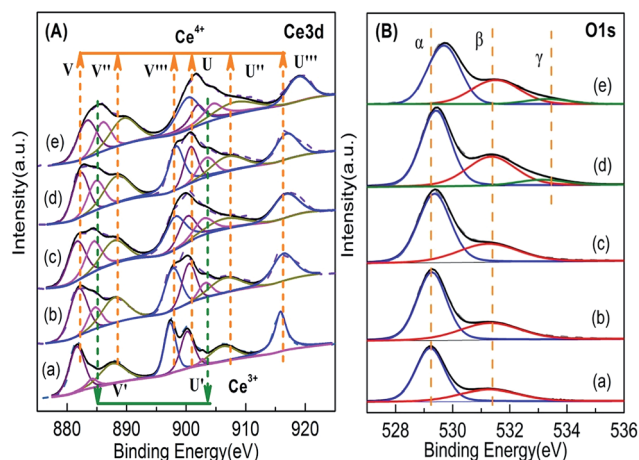 (A)
Ce3d
Ce4+
V
V''
V'''
U
U''
U'''
(e)
(d)
(c)
(b)
(a)
V'
U'
Ce3+
Intensity(a.u.)
880 890 900 910 920
Binding Energy(eV)
(B)
O1s
α
β
γ
(e)
(d)
(c)
(b)
(a)
Intensity(a.u.)
528 530 532 534 536
Binding Energy(eV)